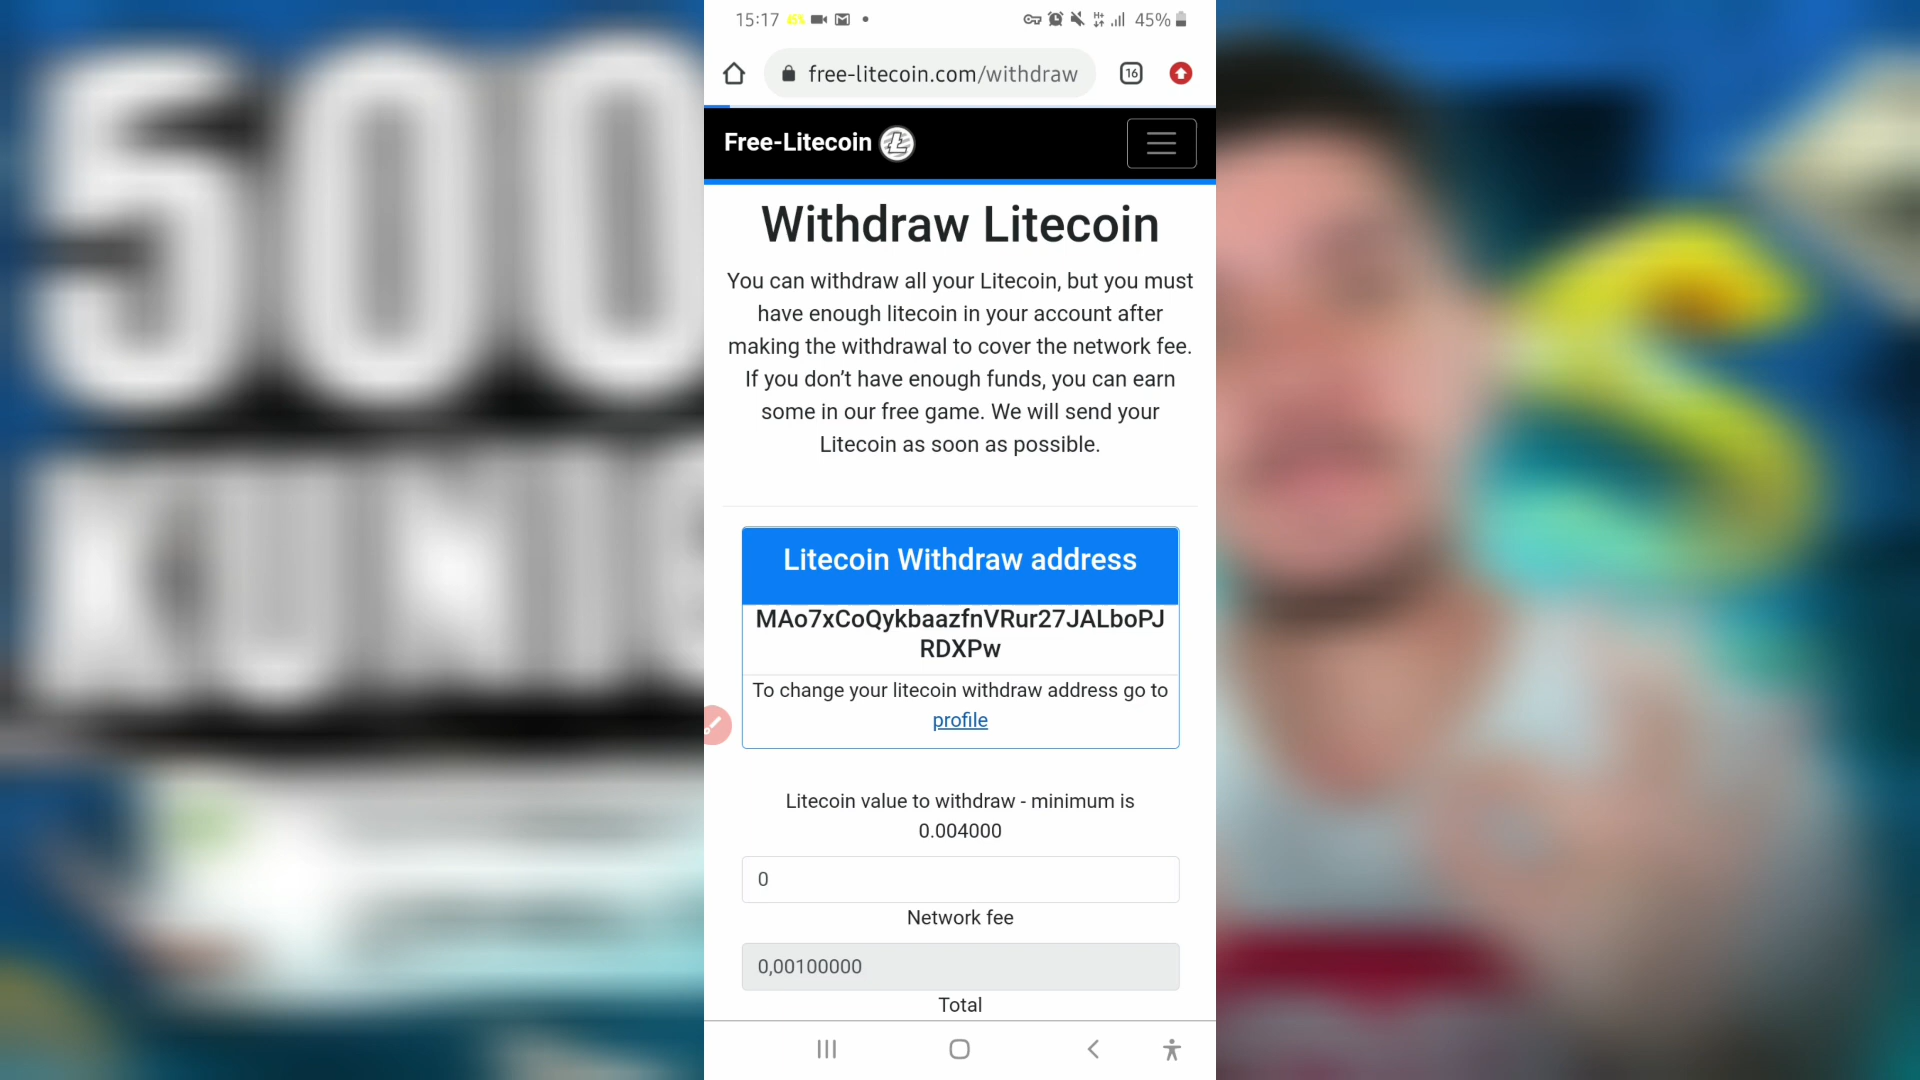 500
15:17 45% 45%
free-litecoin.com/withdraw
16
Free-Litecoin
Withdraw Litecoin
You can withdraw all your Litecoin, but you must
have enough litecoin in your account after
making the withdrawal to cover the network fee.
If you don’t have enough funds, you can earn
some in our free game. We will send your
Litecoin as soon as possible.
Litecoin Withdraw address
MAo7xCoQykbaazfnVRur27JALboPJ
RDXPw
To change your litecoin withdraw address go to
profile
Litecoin value to withdraw - minimum is
0.004000
0
Network fee
0,00100000
Total